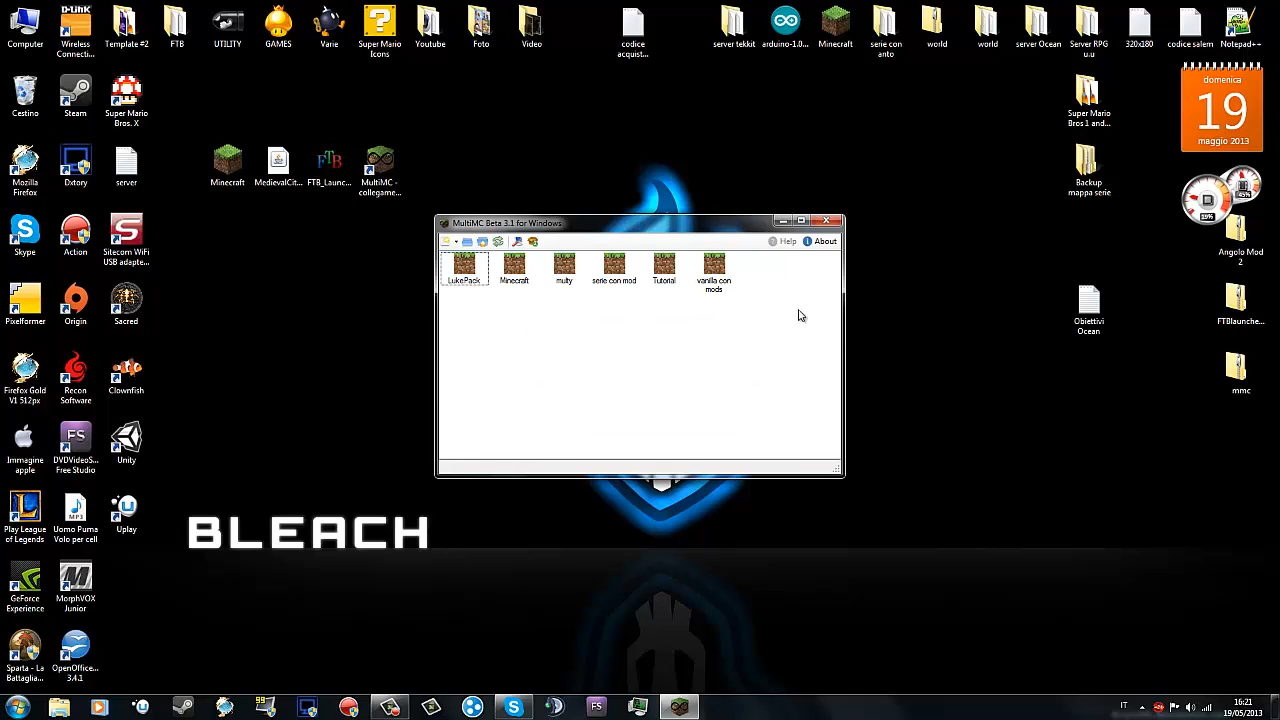 Computer
Wireless
Connecti...
Template #2
FTB
UTILITY
GAMES
Varie
Super Mario
Icons
Youtube
Foto
Video
codice
acquist...
server tekkit
arduino-1.0...
Minecraft
serie con
anto
world
world
server Ocean
Server RPG
u.u
320x180
codice salem
Notepad++
Cestino
Steam
Super Mario
Bros. X
Super Mario
Bros 1 and...
domenica
19
maggio 2013
Mozilla
Firefox
Dxtory
server
Minecraft
MedievalCit...
FTB_Launc...
MultiMC -
collegame...
Backup
mappa serie
19%
45%
Skype
Action
Sitecom WiFi
USB adapte...
MultiMC Beta 3.1 for Windows
Help
About
LukePack
Minecraft
multy
serie con mod
Tutorial
vanilla con
mods
Angolo Mod
2
Pixelformer
Origin
Sacred
Obiettivi
Ocean
FTBlaunche...
Firefox Gold
V1 512px
Recon
Software
Clownfish
mmc
Immagine
apple
DVDVideoS...
Free Studio
Unity
Play League
of Legends
Uomo Puma
Volo per cell
Uplay
BLEACH
GeForce
Experience
MorphVOX
Junior
Sparta - La
Battaglia...
OpenOffice...
3.4.1
99
FS
IT
16:21
19/05/2013